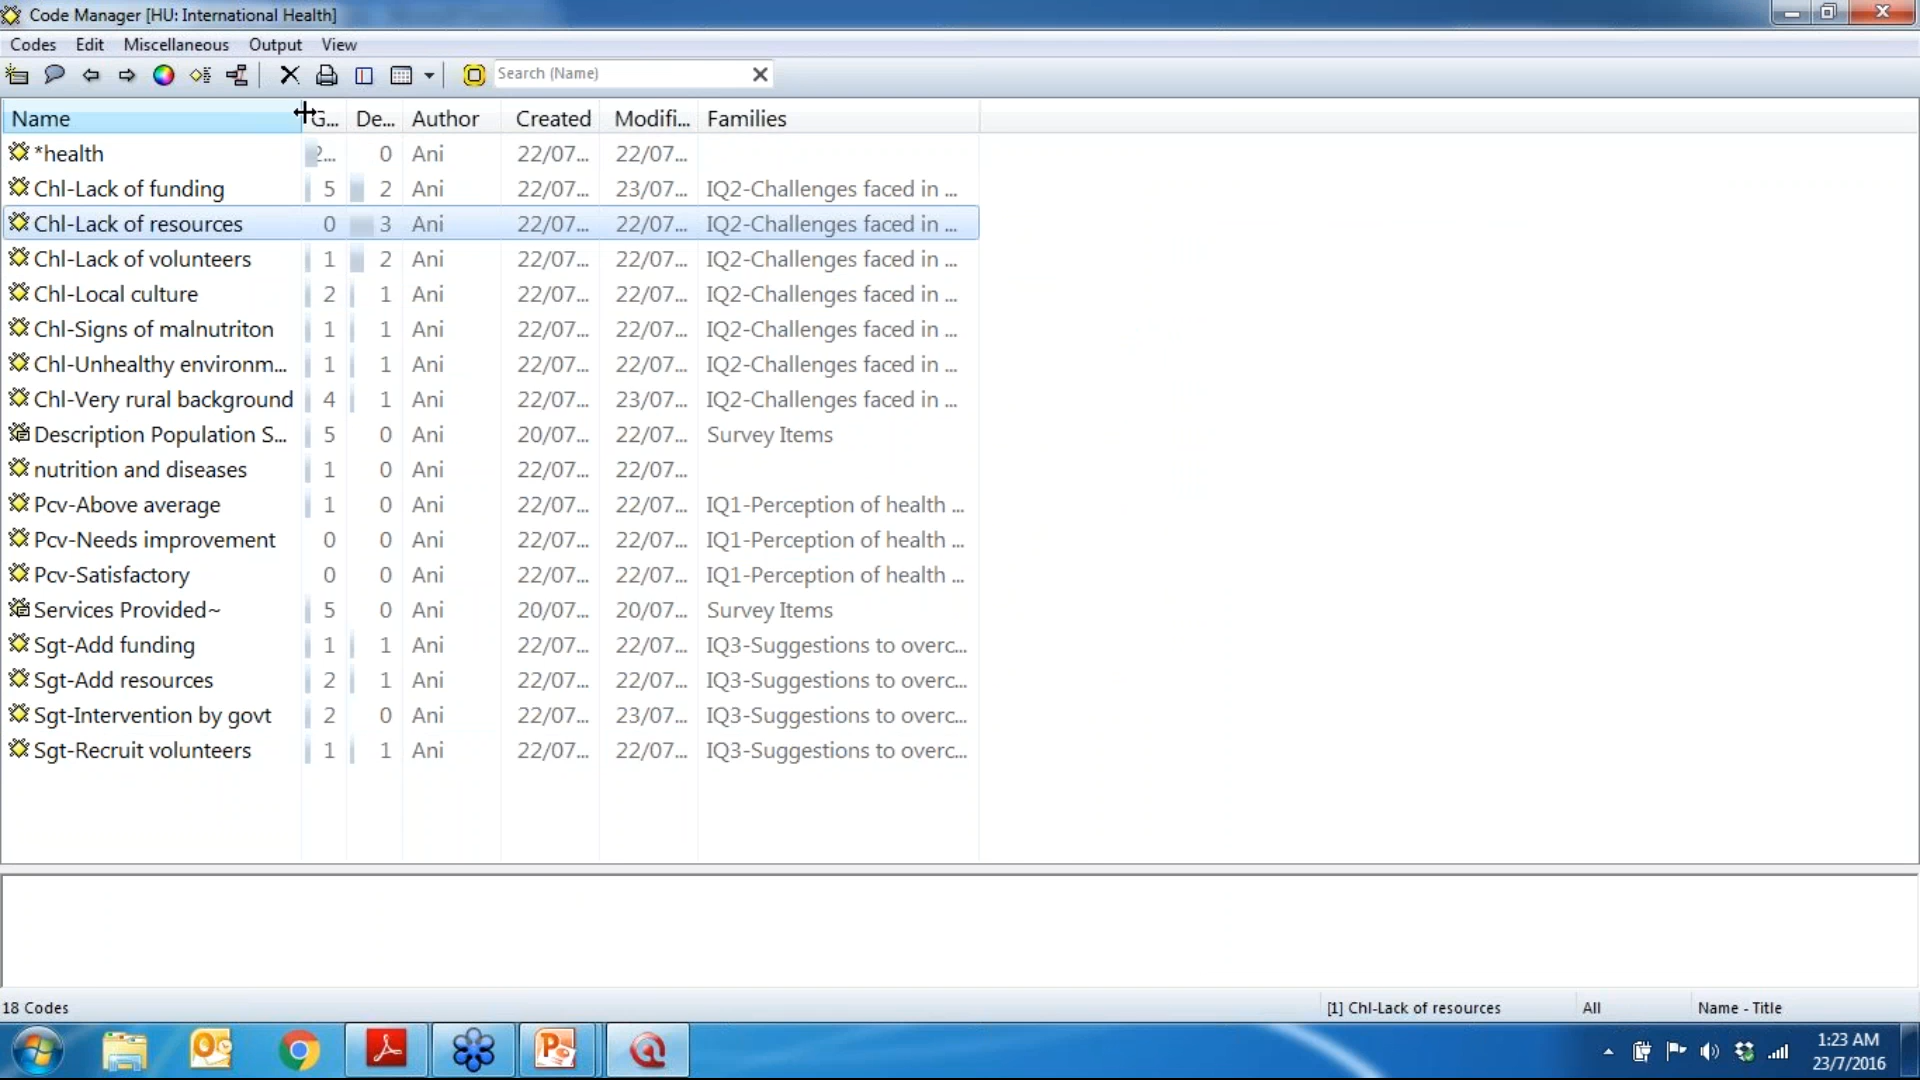 Code Manager [HU: International Health]
Codes Edit Miscellaneous Output View
Search (Name)
Name G... De... Author Created Modifi... Families
*health 2... 0 Ani 22/07... 22/07...
Chl-Lack of funding 5 2 Ani 22/07... 23/07... IQ2-Challenges faced in ...
Chl-Lack of resources 0 3 Ani 22/07... 22/07... IQ2-Challenges faced in ...
Chl-Lack of volunteers 1 2 Ani 22/07... 22/07... IQ2-Challenges faced in ...
Chl-Local culture 2 1 Ani 22/07... 22/07... IQ2-Challenges faced in ...
Chl-Signs of malnutriton 1 1 Ani 22/07... 22/07... IQ2-Challenges faced in ...
Chl-Unhealthy environm... 1 1 Ani 22/07... 22/07... IQ2-Challenges faced in ...
Chl-Very rural background 4 1 Ani 22/07... 23/07... IQ2-Challenges faced in ...
Description Population S... 5 0 Ani 20/07... 22/07... Survey Items
nutrition and diseases 1 0 Ani 22/07... 22/07...
Pcv-Above average 1 0 Ani 22/07... 22/07... IQ1-Perception of health ...
Pcv-Needs improvement 0 0 Ani 22/07... 22/07... IQ1-Perception of health ...
Pcv-Satisfactory 0 0 Ani 22/07... 22/07... IQ1-Perception of health ...
Services Provided~ 5 0 Ani 20/07... 20/07... Survey Items
Sgt-Add funding 1 1 Ani 22/07... 22/07... IQ3-Suggestions to overc...
Sgt-Add resources 2 1 Ani 22/07... 22/07... IQ3-Suggestions to overc...
Sgt-Intervention by govt 2 0 Ani 22/07... 23/07... IQ3-Suggestions to overc...
Sgt-Recruit volunteers 1 1 Ani 22/07... 22/07... IQ3-Suggestions to overc...
18 Codes [1] Chl-Lack of resources All Name - Title
1:23 AM
23/7/2016